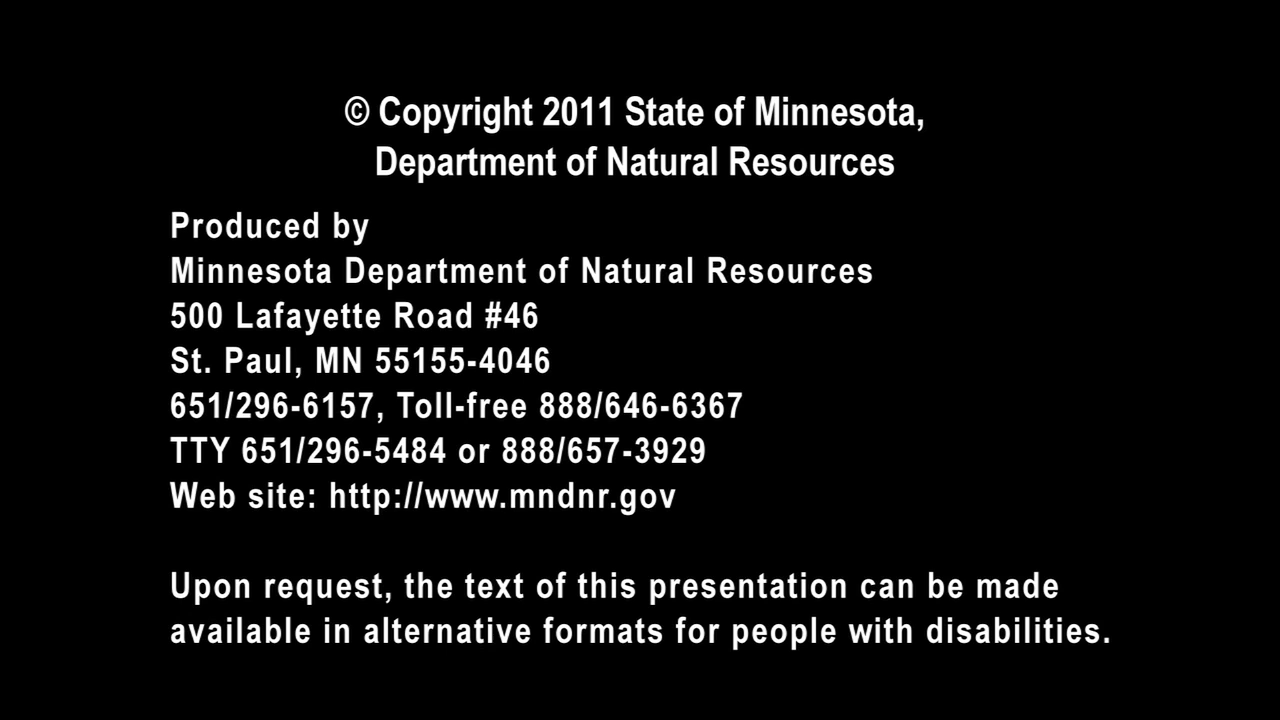 © Copyright 2011 State of Minnesota,
Department of Natural Resources
Produced by
Minnesota Department of Natural Resources
500 Lafayette Road #46
St. Paul, MN 55155-4046
651/296-6157, Toll-free 888/646-6367
TTY 651/296-5484 or 888/657-3929
Web site: http://www.mndnr.gov
Upon request, the text of this presentation can be made
available in alternative formats for people with disabilities.